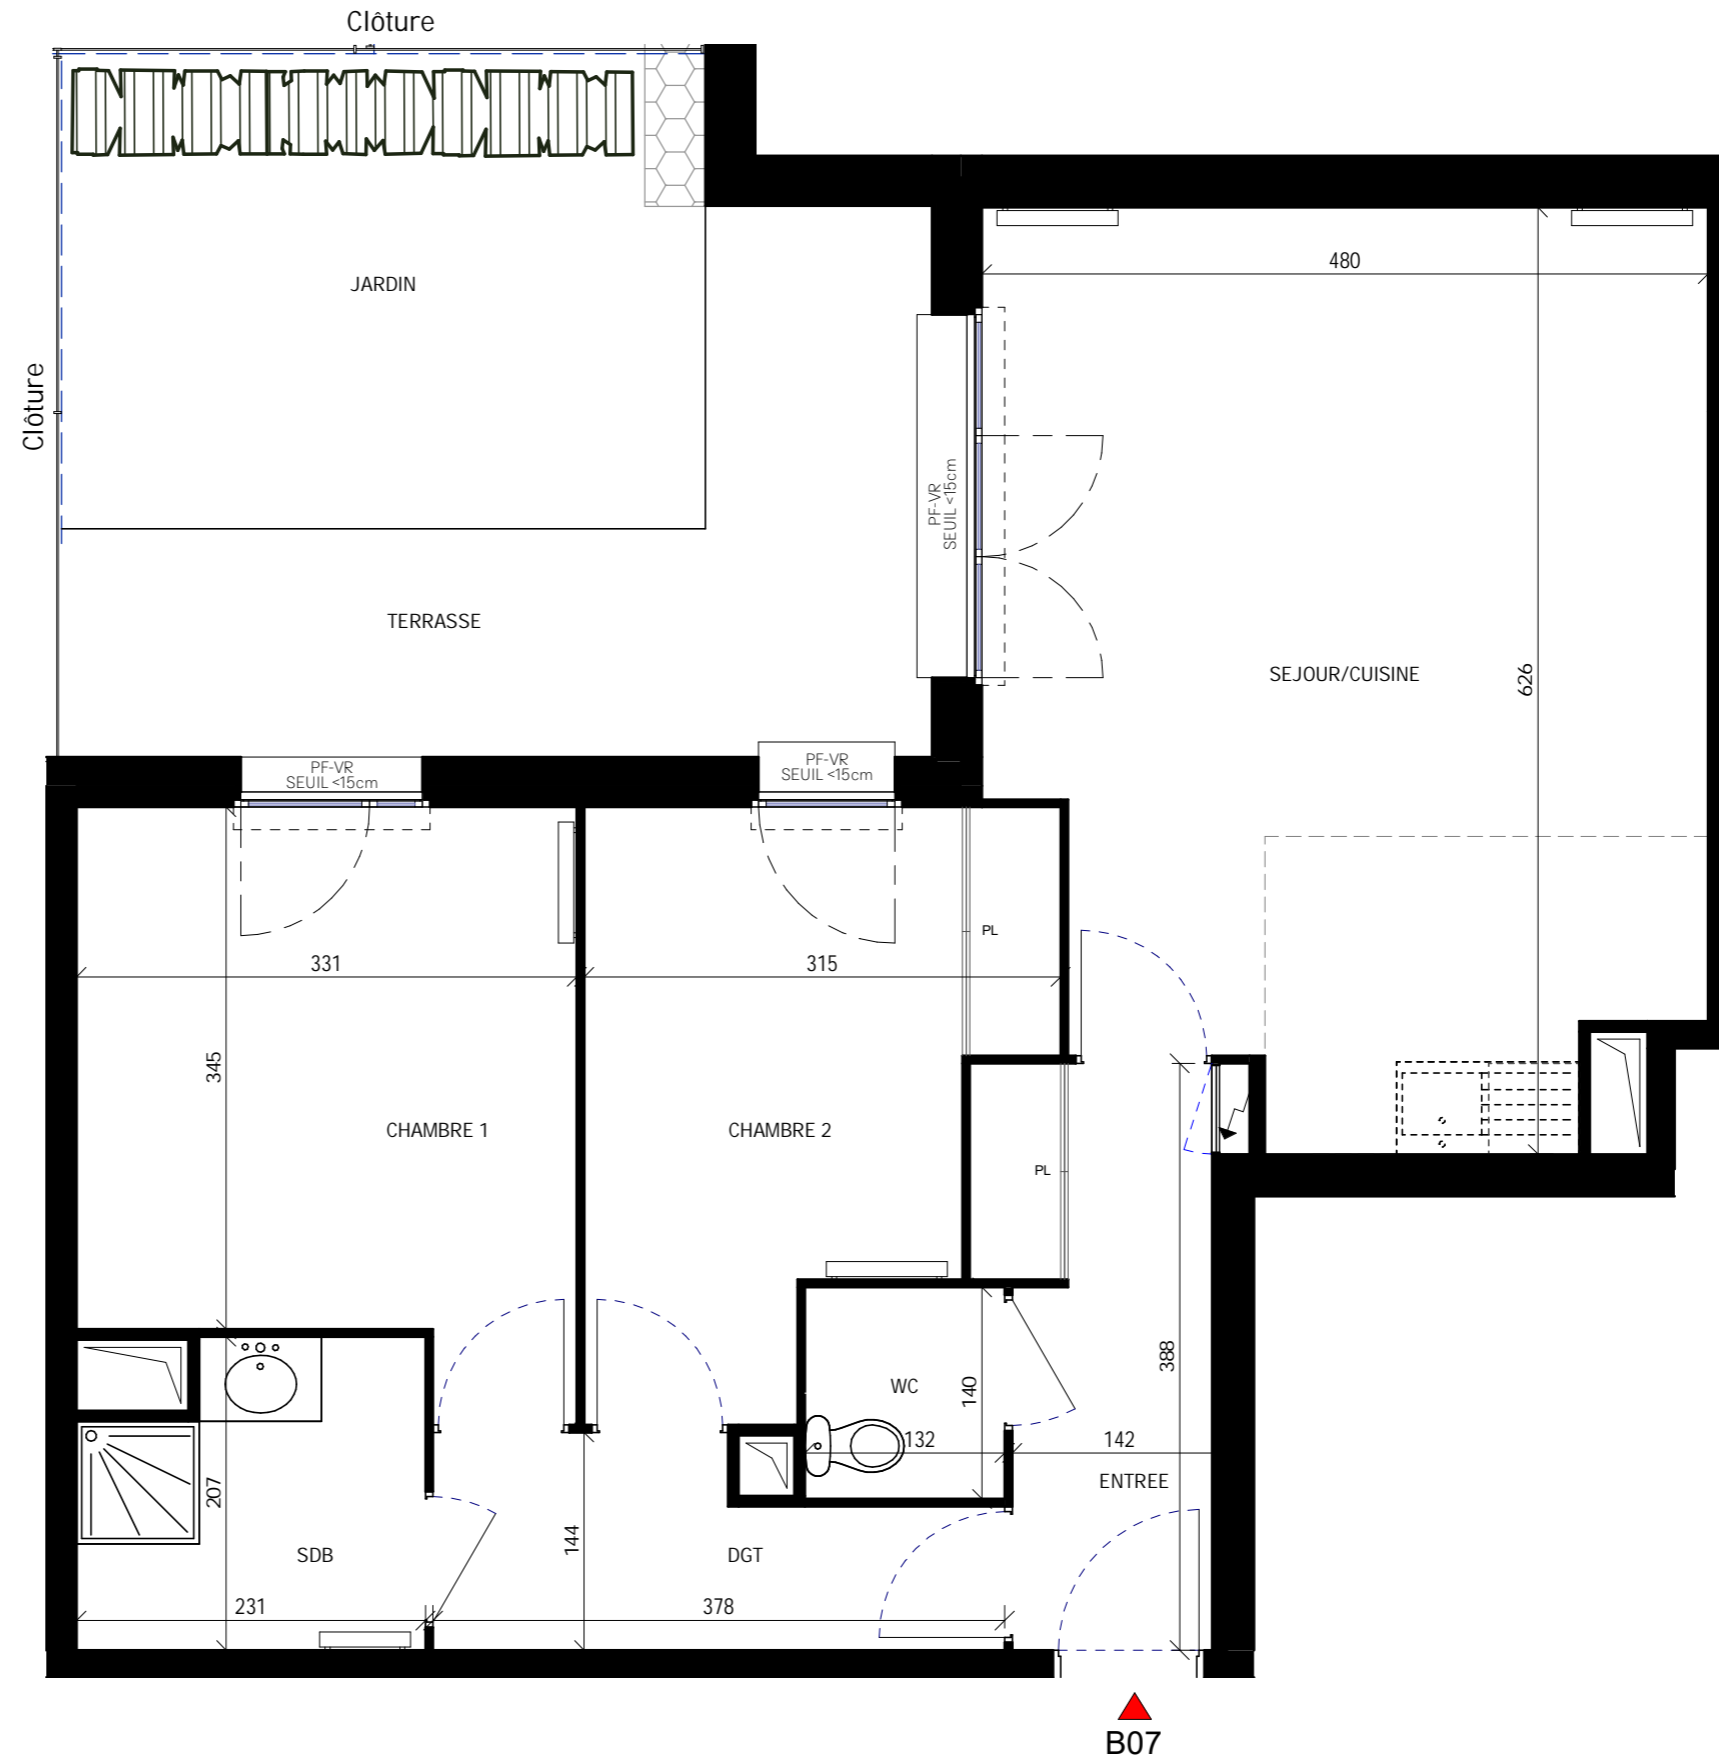 Clôture
Clôture
JARDIN
480
PF-VR
SEUIL <15cm
TERRASSE
SEJOUR/CUISINE
626
PF-VR
SEUIL <15cm
PF-VR
SEUIL <15cm
PL
331
315
345
CHAMBRE 1
CHAMBRE 2
PL
388
WC
140
132
142
ENTREE
207
144
SDB
DGT
231
378
B07